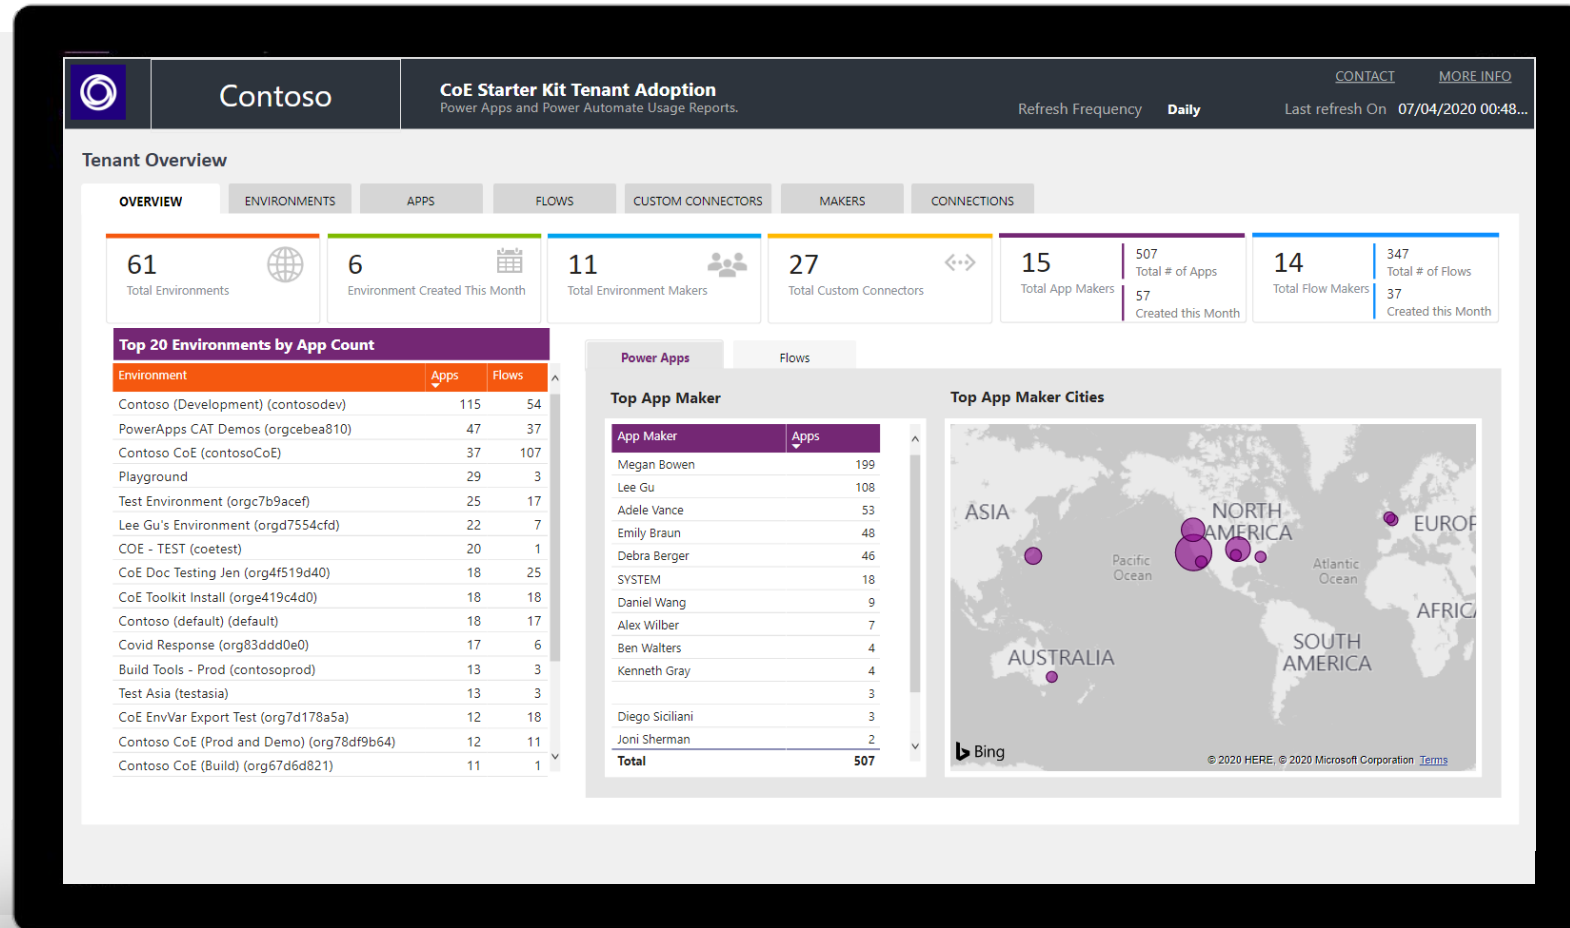 Contoso
CoE Starter Kit Tenant Adoption
Power Apps and Power Automate Usage Reports.
CONTACT MORE INFO
Refresh Frequency Daily Last refresh On 07/04/2020 00:48...
Tenant Overview
OVERVIEW ENVIRONMENTS APPS FLOWS CUSTOM CONNECTORS MAKERS CONNECTIONS
61
Total Environments
6
Environment Created This Month
11
Total Environment Makers
27
Total Custom Connectors
15
Total App Makers
507
Total # of Apps
57
Created this Month
14
Total Flow Makers
347
Total # of Flows
37
Created this Month
Top 20 Environments by App Count
Environment Apps Flows
Contoso (Development) (contosodev) 115 54
PowerApps CAT Demos (orgcebea810) 47 37
Contoso CoE (contosoCoE) 37 107
Playground 29 3
Test Environment (orgc7b9acef) 25 17
Lee Gu's Environment (orgd7554cfd) 22 7
COE - TEST (coetest) 20 1
CoE Doc Testing Jen (org4f519d40) 18 25
CoE Toolkit Install (orge419c4d0) 18 18
Contoso (default) (default) 18 17
Covid Response (org83ddd0e0) 17 6
Build Tools - Prod (contosoprod) 13 3
Test Asia (testasia) 13 3
CoE EnvVar Export Test (org7d178a5a) 12 18
Contoso CoE (Prod and Demo) (org78df9b64) 12 11
Contoso CoE (Build) (org67d6d821) 11 1
Power Apps Flows
Top App Maker
App Maker Apps
Megan Bowen 199
Lee Gu 108
Adele Vance 53
Emily Braun 48
Debra Berger 46
SYSTEM 18
Daniel Wang 9
Alex Wilber 7
Ben Walters 4
Kenneth Gray 4
3
Diego Siciliani 3
Joni Sherman 2
Total 507
Top App Maker Cities
ASIA
NORTH
AMERICA
EUROP
Pacific
Ocean
Atlantic
Ocean
AFRICA
SOUTH
AMERICA
AUSTRALIA
Bing
© 2020 HERE, © 2020 Microsoft Corporation Terms